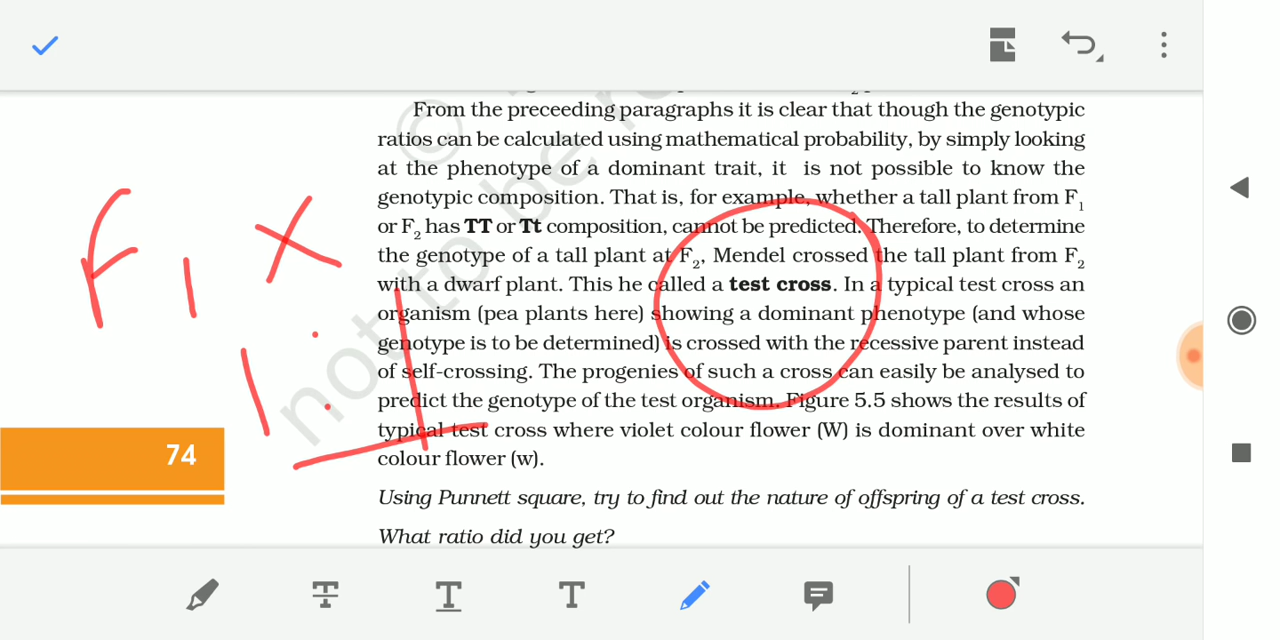 From the preceeding paragraphs it is clear that though the genotypic
ratios can be calculated using mathematical probability, by simply looking
at the phenotype of a dominant trait, it is not possible to know the
genotypic composition. That is, for example, whether a tall plant from F₁
or F₂ has TT or Tt composition, cannot be predicted. Therefore, to determine
the genotype of a tall plant at F₂, Mendel crossed the tall plant from F₂
with a dwarf plant. This he called a test cross. In a typical test cross an
organism (pea plants here) showing a dominant phenotype (and whose
genotype is to be determined) is crossed with the recessive parent instead
of self-crossing. The progenies of such a cross can easily be analysed to
predict the genotype of the test organism. Figure 5.5 shows the results of
typical test cross where violet colour flower (W) is dominant over white
colour flower (w).
Using Punnett square, try to find out the nature of offspring of a test cross.
What ratio did you get?
F₁ X
1 : 1
74
© not to be re
T
T
T